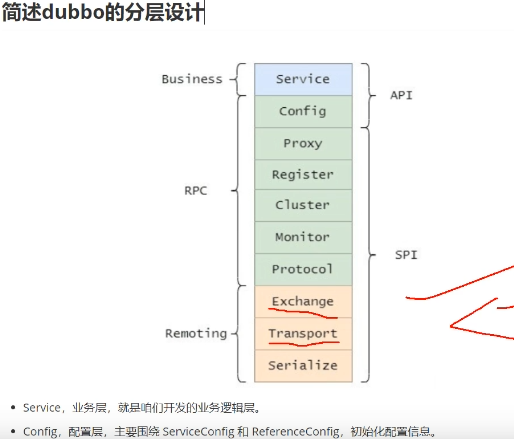 简述dubbo的分层设计
Business
Service
API
Config
Proxy
RPC
Register
Cluster
Monitor
SPI
Protocol
Exchange
Remoting
Transport
Serialize
Service，业务层，就是咱们开发的业务逻辑层。
Config，配置层，主要围绕 ServiceConfig 和 ReferenceConfig，初始化配置信息。